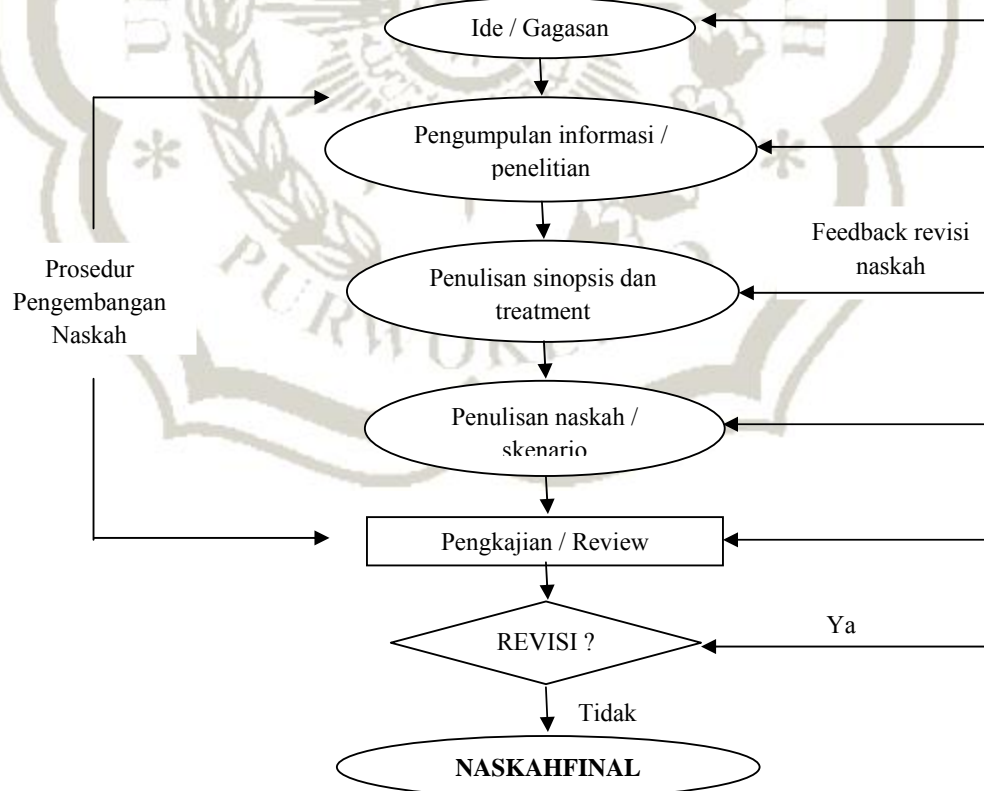 Ide / Gagasan
Pengumpulan informasi /
penelitian
Feedback revisi
naskah
Prosedur
Pengembangan
Naskah
Penulisan sinopsis dan
treatment
Penulisan naskah /
skenario
Pengkajian / Review
REVISI ?
Ya
Tidak
NASKAHFINAL
PURWOKE